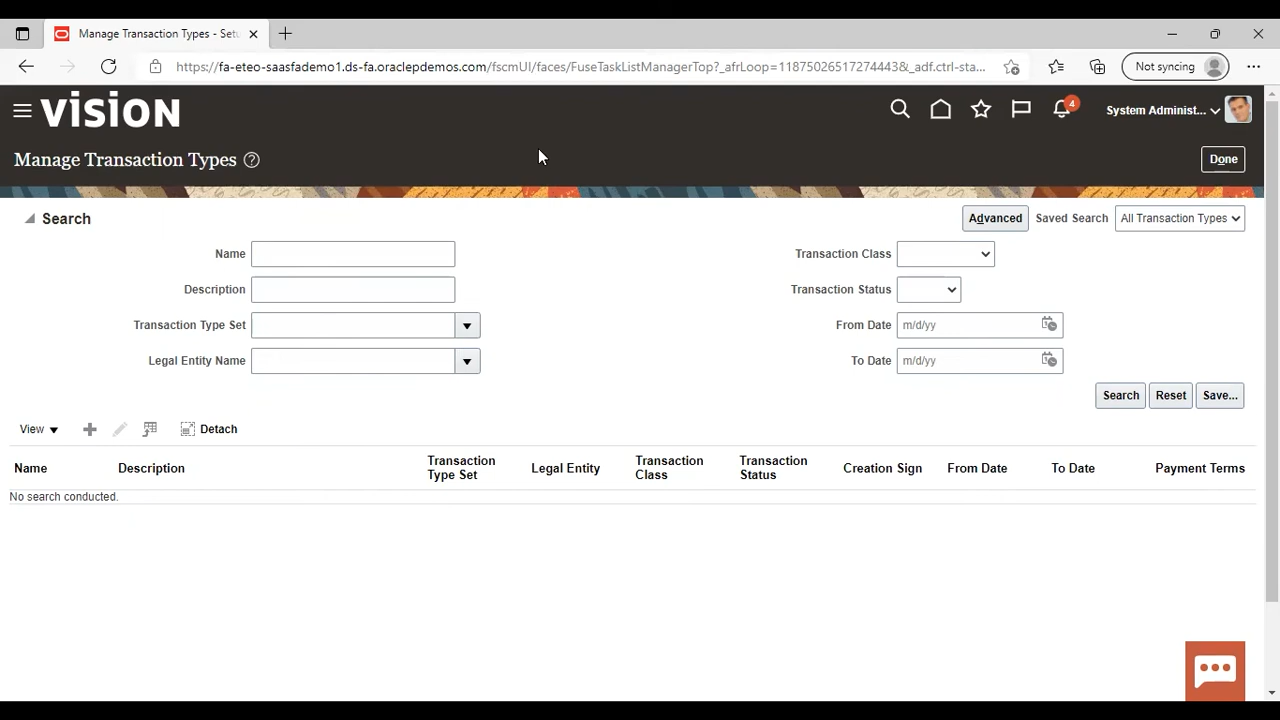 Manage Transaction Types - Setu
https://fa-eteo-saasfademo1.ds-fa.oraclepdemos.com/fscmUI/faces/FuseTaskListManagerTop?_afrLoop=11875026517274443&_adf.ctrl-sta...
Not syncing
VISION
4
System Administ...
Manage Transaction Types ?
Done
Search
Advanced
Saved Search
All Transaction Types
Name
Transaction Class
Description
Transaction Status
Transaction Type Set
From Date
m/d/yy
Legal Entity Name
To Date
m/d/yy
Search
Reset
Save...
View
Detach
Name
Description
Transaction Type Set
Legal Entity
Transaction Class
Transaction Status
Creation Sign
From Date
To Date
Payment Terms
No search conducted.